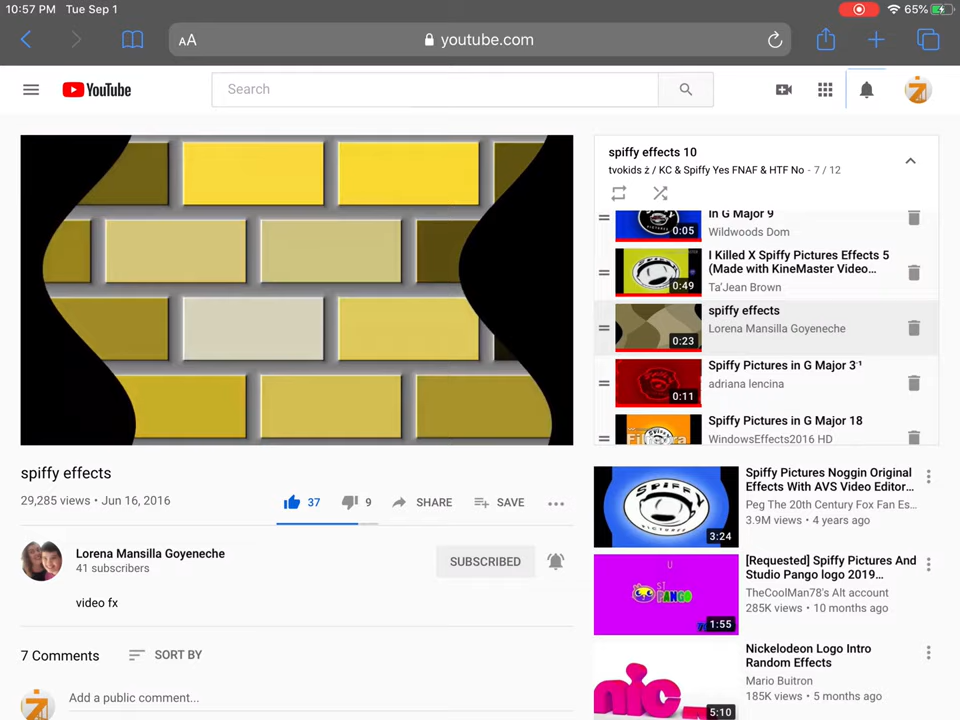 10:57 PM Tue Sep 1
65%
AA
youtube.com
YouTube
Search
spiffy effects 10
tvokids ż / KC & Spiffy Yes FNAF & HTF No - 7 / 12
In G Major 9
Wildwoods Dom
0:05
I Killed X Spiffy Pictures Effects 5
(Made with KineMaster Video…
Ta'Jean Brown
0:49
spiffy effects
Lorena Mansilla Goyeneche
0:23
Spiffy Pictures in G Major 3¹
adriana lencina
0:11
Spiffy Pictures in G Major 18
WindowsEffects2016 HD
spiffy effects
29,285 views • Jun 16, 2016
37
9
SHARE
SAVE
Lorena Mansilla Goyeneche
41 subscribers
SUBSCRIBED
video fx
7 Comments
SORT BY
Add a public comment...
SPIFFY
PICTURES
3:24
Spiffy Pictures Noggin Original
Effects With AVS Video Editor...
Peg The 20th Century Fox Fan Es...
3.9M views • 4 years ago
PANGO
1:55
[Requested] Spiffy Pictures And
Studio Pango logo 2019…
TheCoolMan78's Alt account
285K views • 10 months ago
nic
5:10
Nickelodeon Logo Intro
Random Effects
Mario Buitron
185K views • 5 months ago